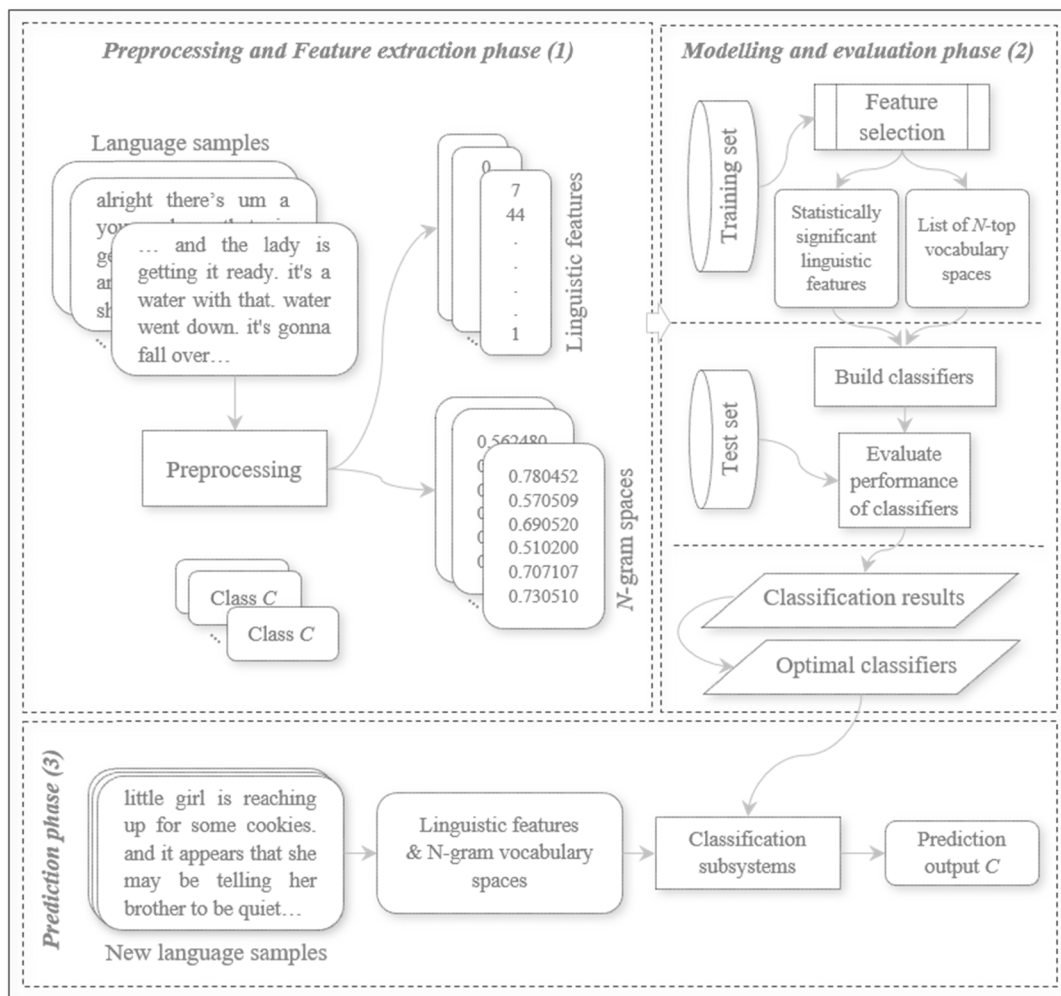 Preprocessing and Feature extraction phase (1)
Language samples
alright there's um a
… and the lady is
getting it ready. it's a
water with that. water
went down. it's gonna
fall over…
...
Preprocessing
Class C
Class C
...
0
7
44
.
.
.
.
.
1
...
Linguistic features
0.562480
0.780452
0.570509
0.690520
0.510200
0.707107
0.730510
...
N-gram spaces
Modelling and evaluation phase (2)
Training set
Feature
selection
Statistically
significant
linguistic
features
List of N-top
vocabulary
spaces
Build classifiers
Test set
Evaluate
performance
of classifiers
Classification results
Optimal classifiers
Prediction phase (3)
little girl is reaching
up for some cookies.
and it appears that she
may be telling her
brother to be quiet…
New language samples
Linguistic features
& N-gram vocabulary
spaces
Classification
subsystems
Prediction
output C